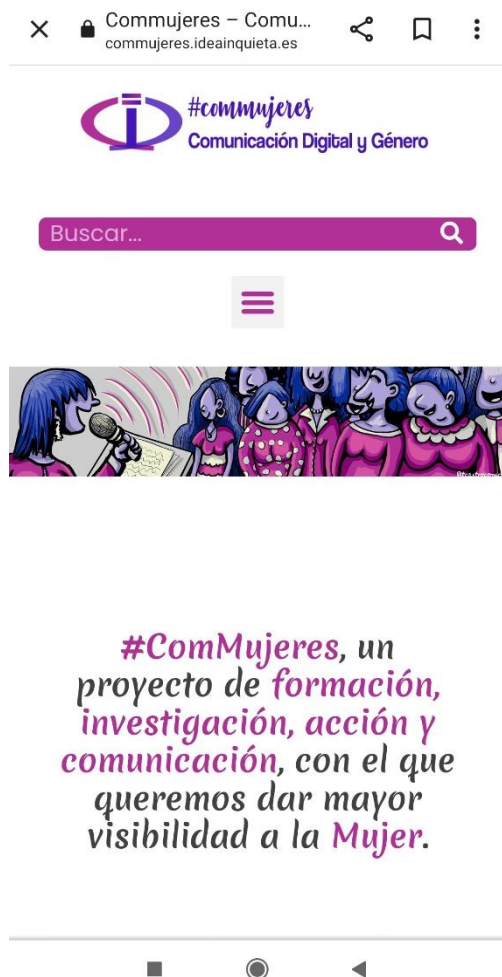 Commujeres – Comu...
commujeres.ideainquieta.es
#commujeres
Comunicación Digital y Género
Buscar...
#ComMujeres, un
proyecto de formación,
investigación, acción y
comunicación, con el que
queremos dar mayor
visibilidad a la Mujer.